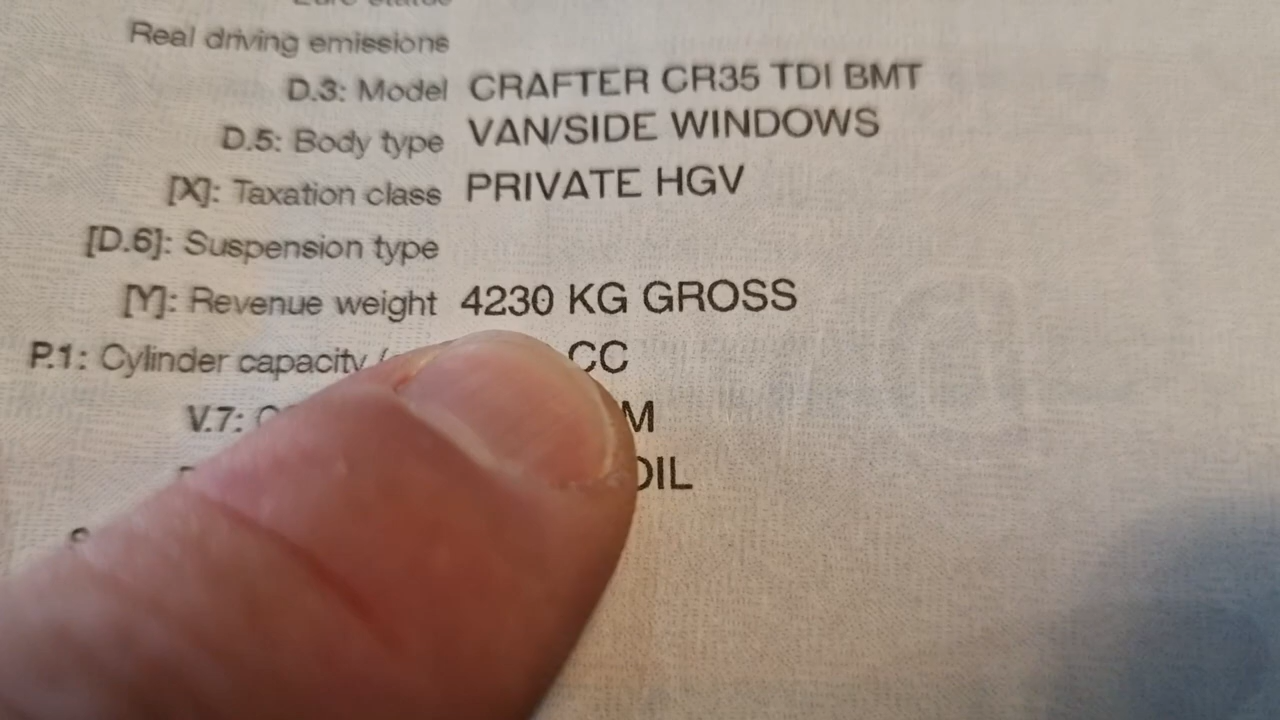 Real driving emissions
D.3: Model CRAFTER CR35 TDI BMT
D.5: Body type VAN/SIDE WINDOWS
[X]: Taxation class PRIVATE HGV
[D.6]: Suspension type
[Y]: Revenue weight 4230 KG GROSS
P.1: Cylinder capacity CC
V.7:
OIL